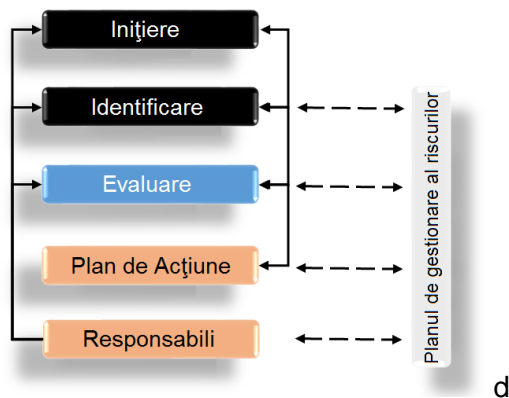 Iniţiere
Identificare
Evaluare
Plan de Acţiune
Responsabili
Planul de gestionare al riscurilor
d